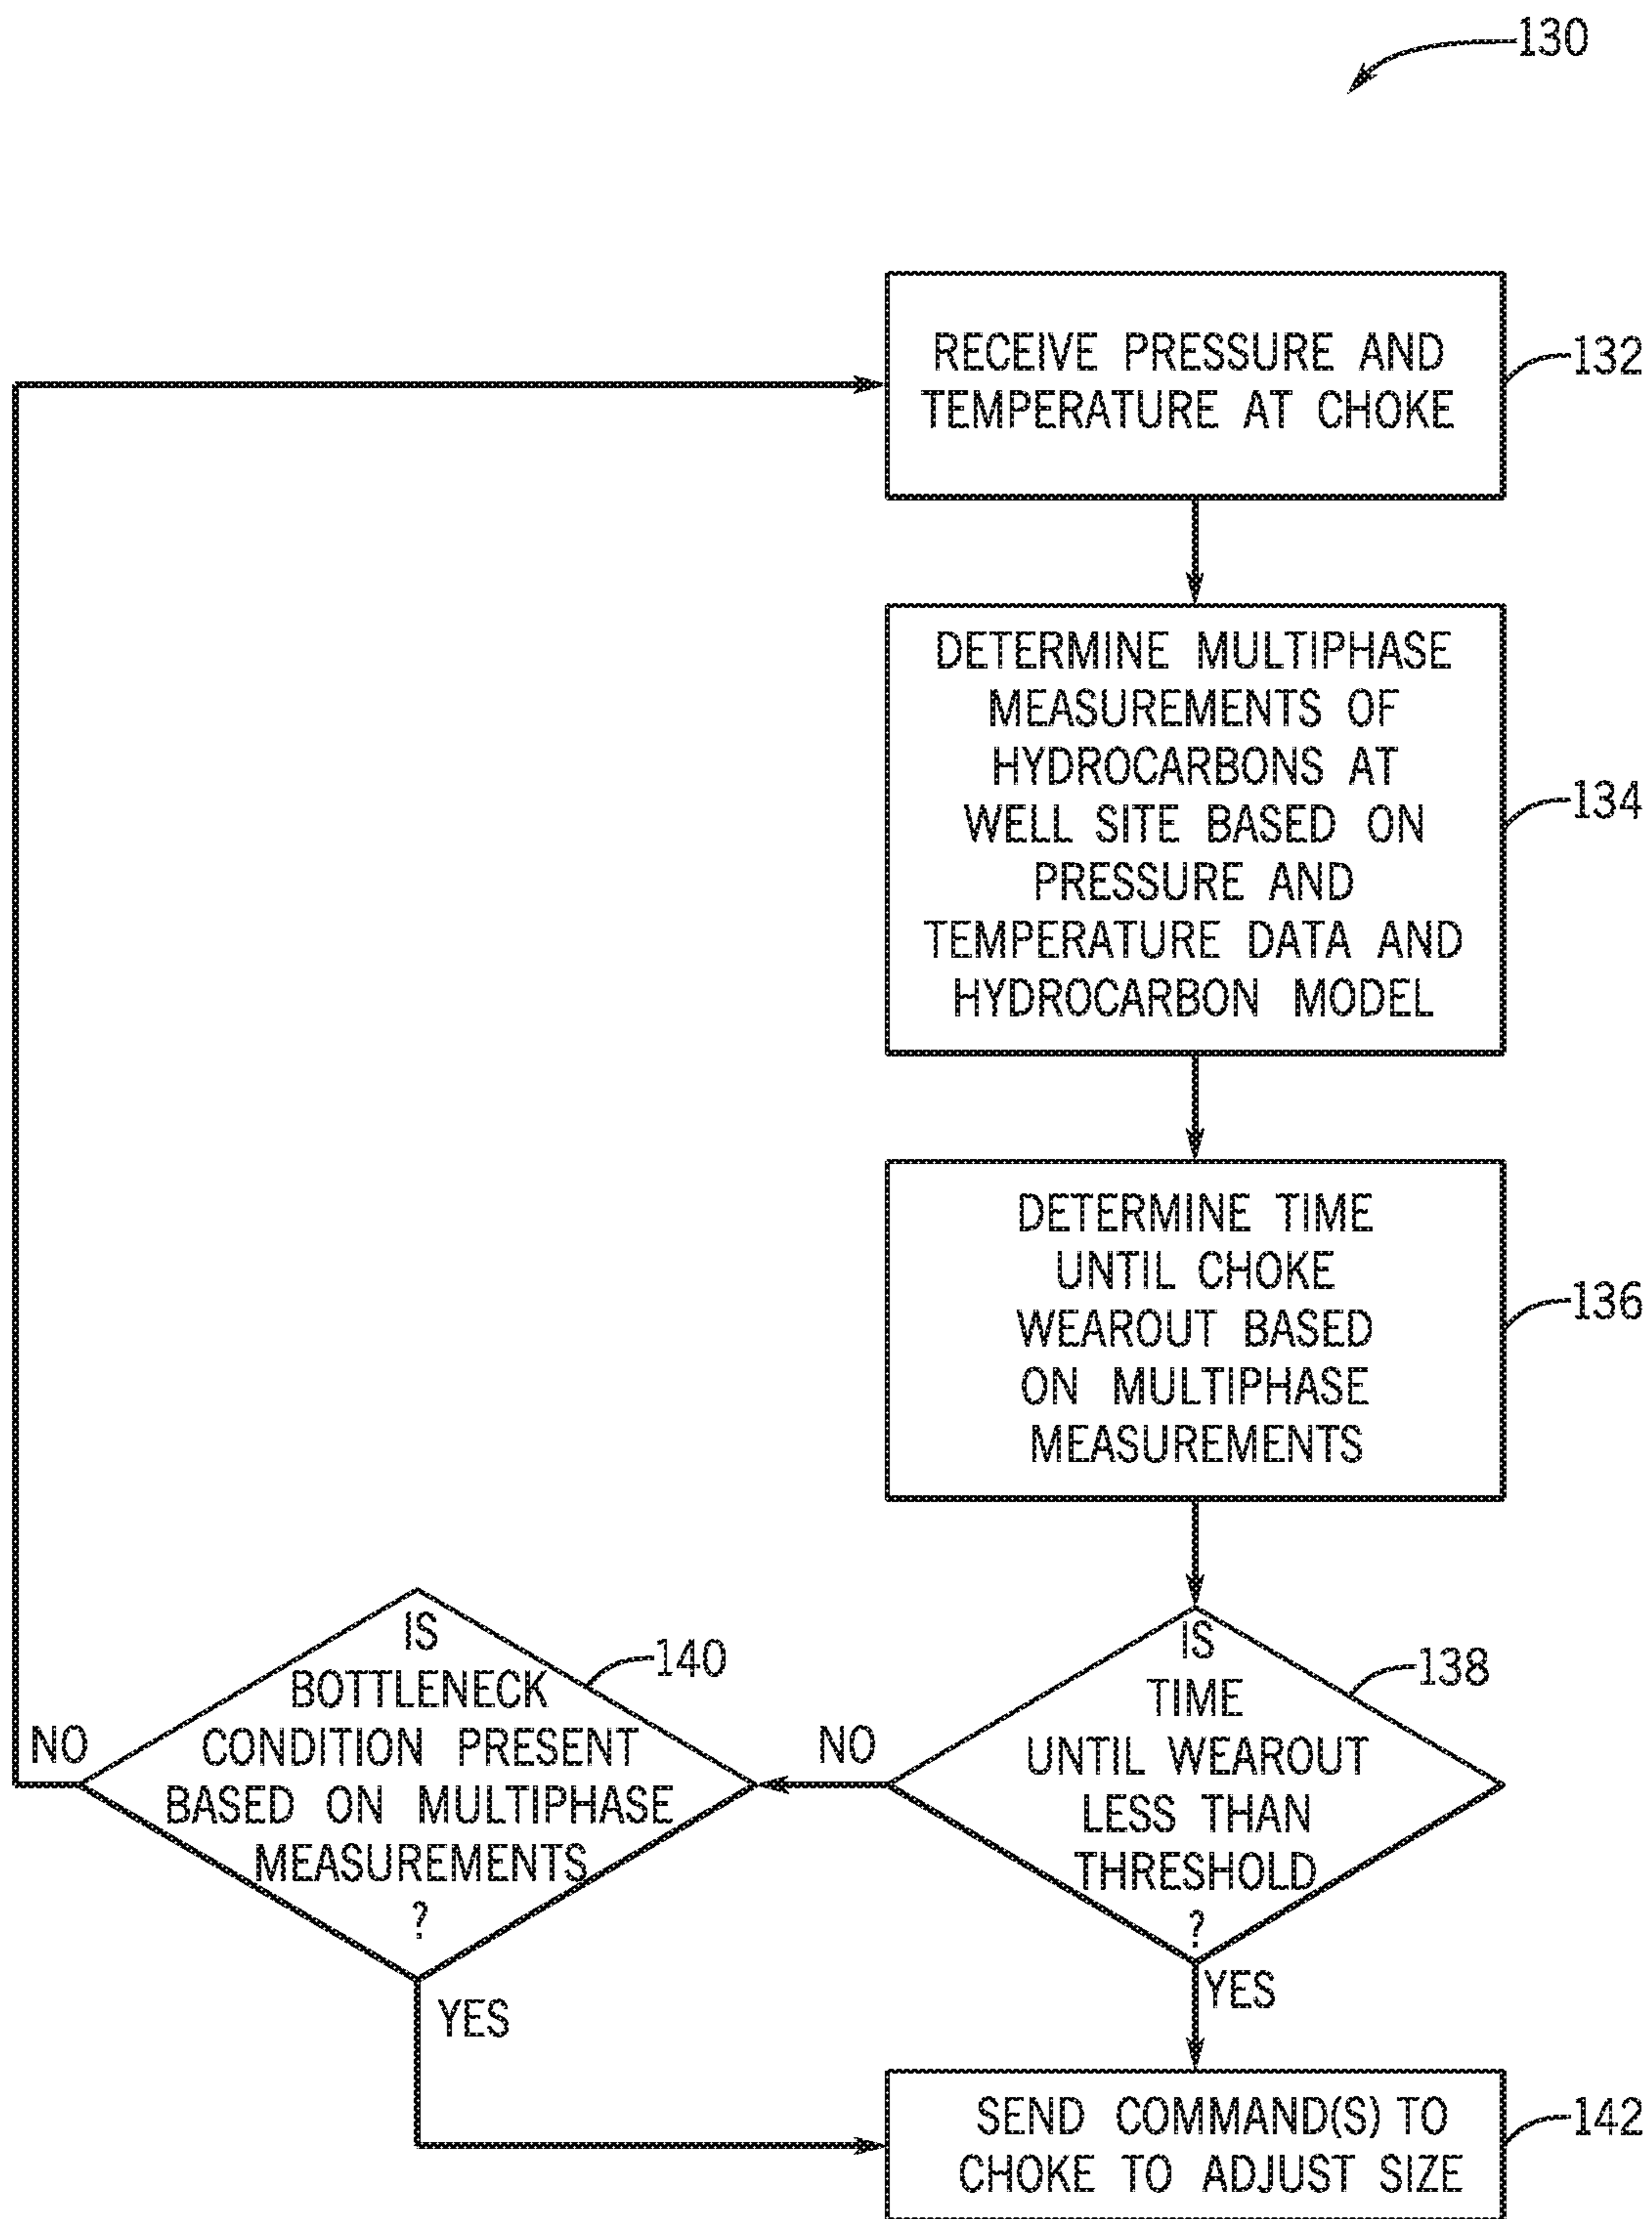 130
RECEIVE PRESSURE AND
TEMPERATURE AT CHOKE
132
DETERMINE MULTIPHASE
MEASUREMENTS OF
HYDROCARBONS AT
WELL SITE BASED ON
PRESSURE AND
TEMPERATURE DATA AND
HYDROCARBON MODEL
134
DETERMINE TIME
UNTIL CHOKE
WEAROUT BASED
ON MULTIPHASE
MEASUREMENTS
136
IS
TIME
UNTIL WEAROUT
LESS THAN
THRESHOLD
?
138
NO
YES
IS
BOTTLENECK
CONDITION PRESENT
BASED ON MULTIPHASE
MEASUREMENTS
?
140
NO
YES
SEND COMMAND(S) TO
CHOKE TO ADJUST SIZE
142